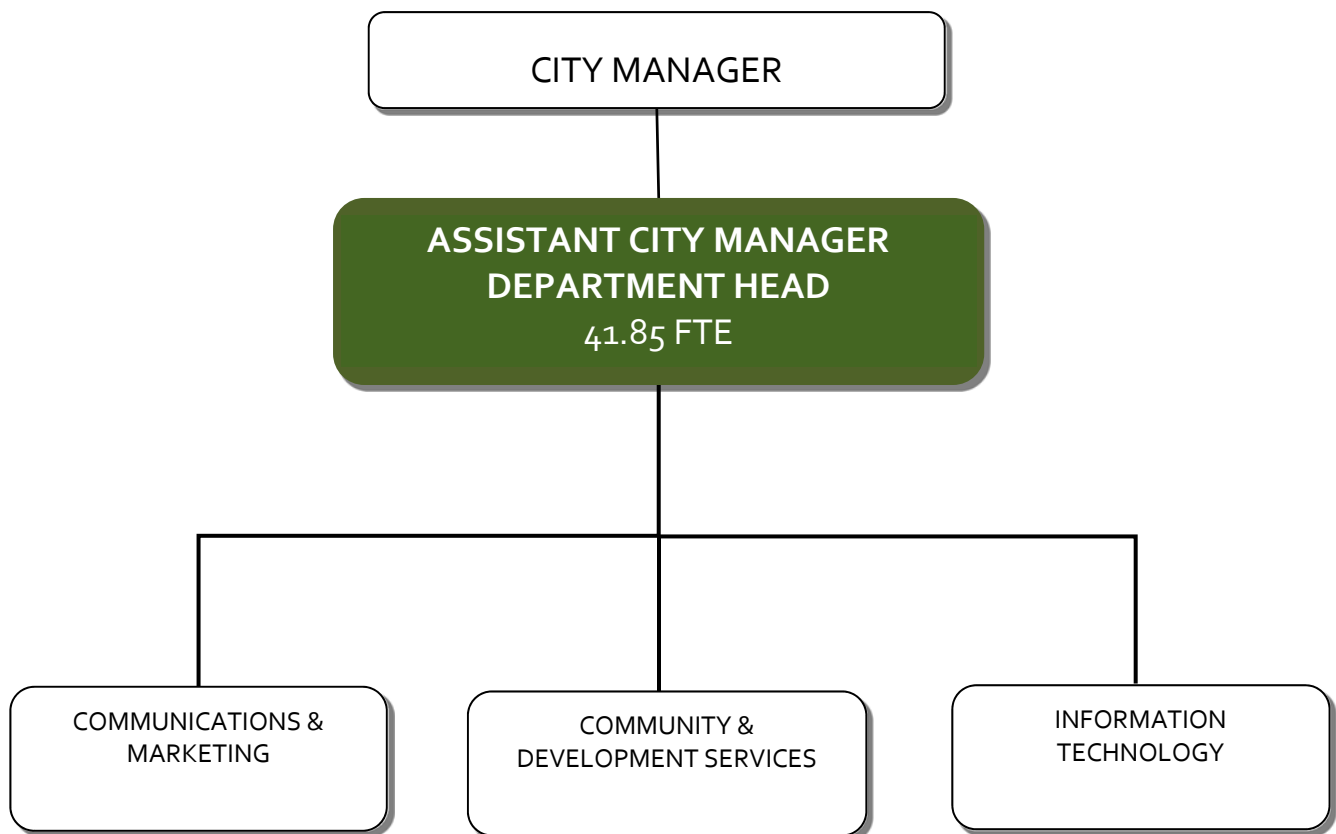 CITY MANAGER
ASSISTANT CITY MANAGER
DEPARTMENT HEAD
41.85 FTE
COMMUNICATIONS &
MARKETING
COMMUNITY &
DEVELOPMENT SERVICES
INFORMATION
TECHNOLOGY